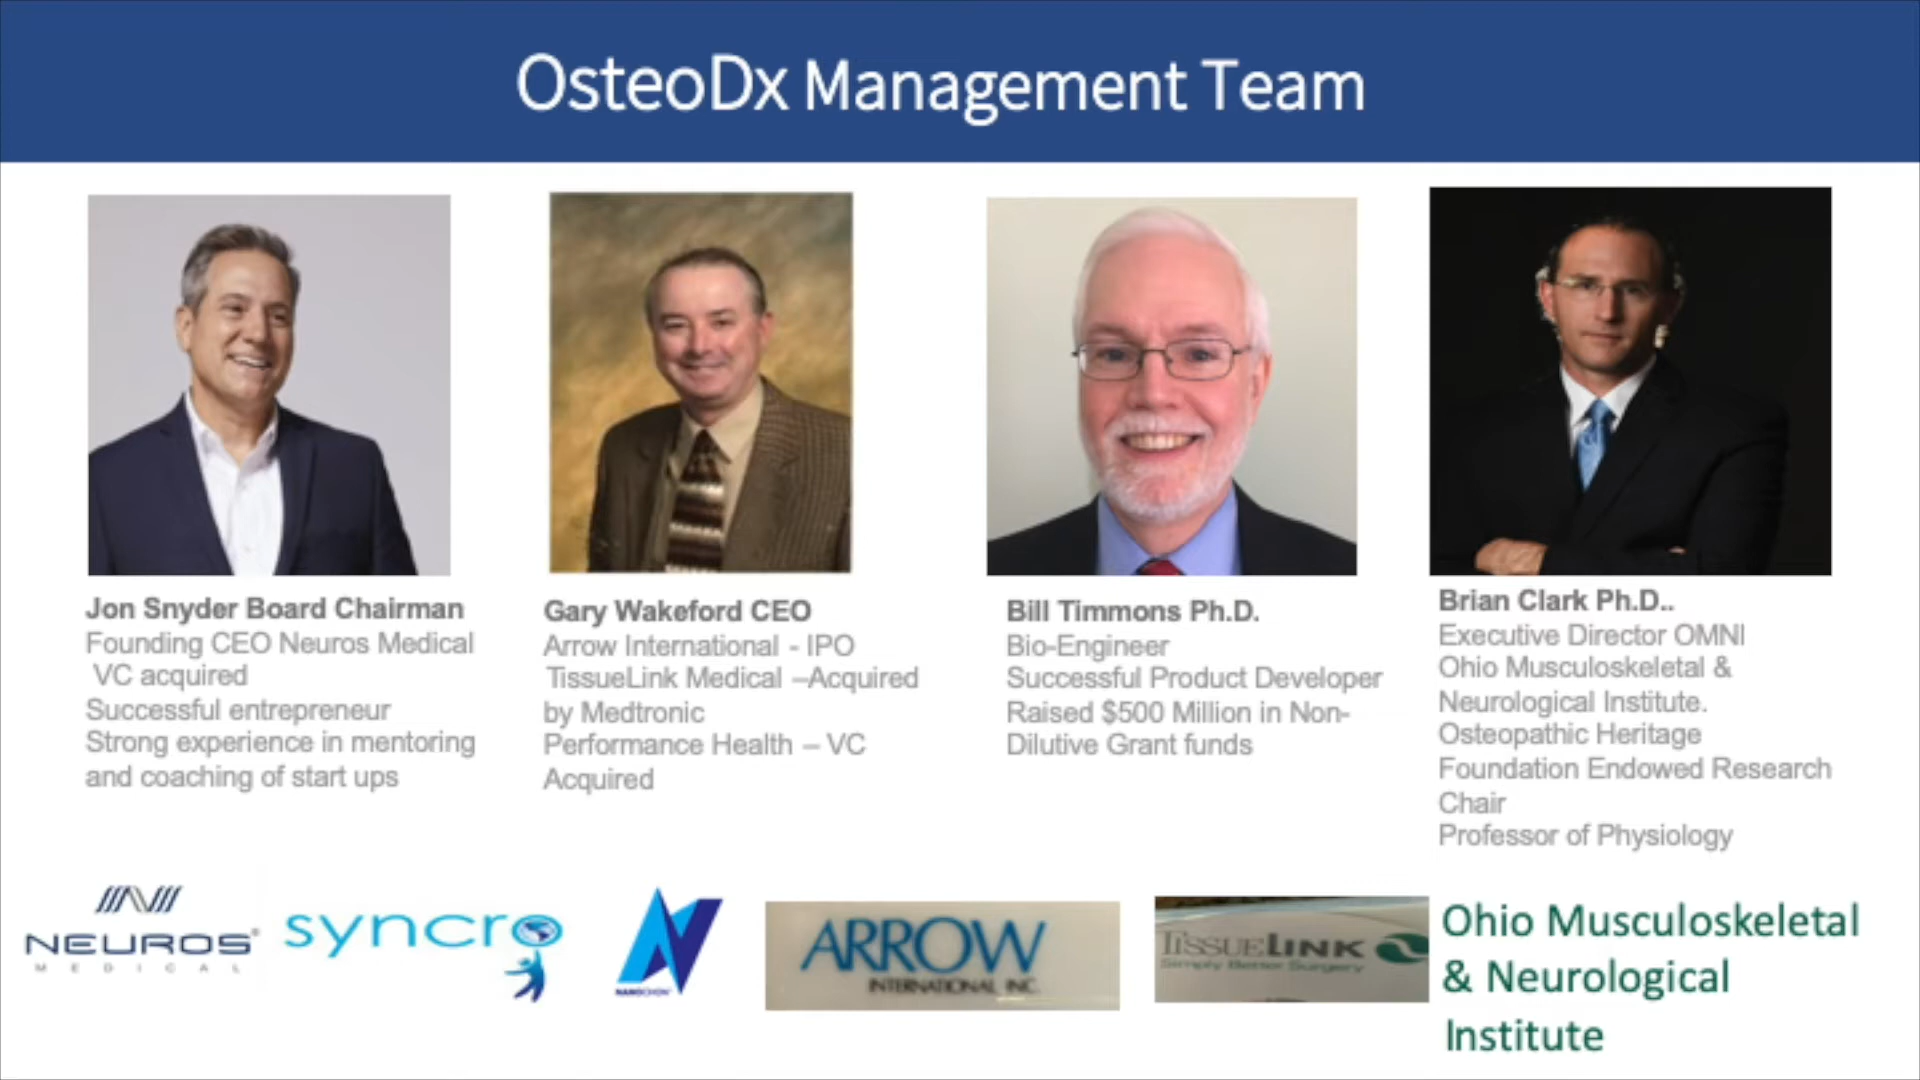 OsteoDx Management Team
Jon Snyder Board Chairman
Founding CEO Neuros Medical
VC acquired
Successful entrepreneur
Strong experience in mentoring
and coaching of start ups
Gary Wakeford CEO
Arrow International - IPO
TissueLink Medical –Acquired
by Medtronic
Performance Health – VC
Acquired
Bill Timmons Ph.D.
Bio-Engineer
Successful Product Developer
Raised $500 Million in Non-
Dilutive Grant funds
Brian Clark Ph.D..
Executive Director OMNI
Ohio Musculoskeletal &
Neurological Institute.
Osteopathic Heritage
Foundation Endowed Research
Chair
Professor of Physiology
NEUROS®
MEDICAL
syncro
NANOCHON
ARROW
INTERNATIONAL INC.
TISSUELINK
Simply Better Surgery
Ohio Musculoskeletal
& Neurological
Institute